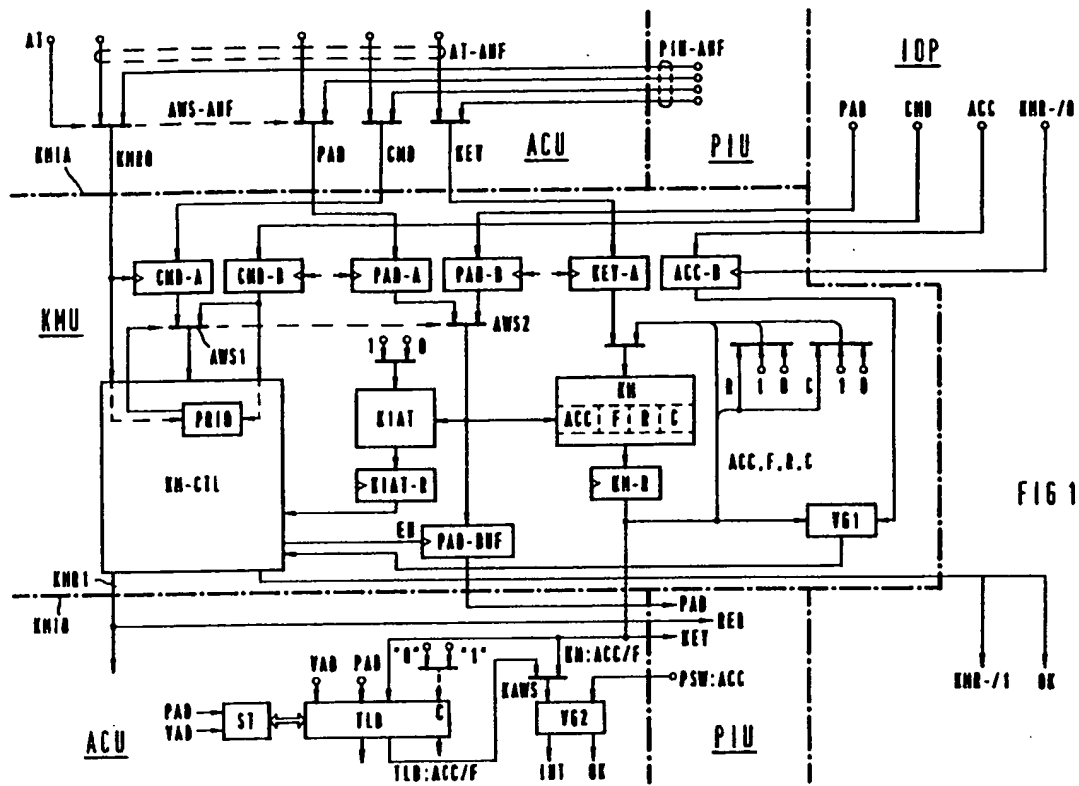 AT
AT-ANF
PIU-ANF
IOP
AWS-ANF
PAD
CMD
ACC
KMR-/0
KMIA
KMR0
PAD
CMD
KEY
ACU
PIU
CMD-A
CMD-B
PAD-A
PAD-B
KEY-A
ACC-B
KMU
AWS1
AWS2
1
0
R
1
0
C
1
0
PRIO
KIAT
KM
ACC
F
R
C
KM-CTL
KIAT-R
KM-R
ACC,F,R,C
FIG 1
EN
PAD-BUF
VG1
KMR1
KMIB
PAD
KEY
"0"
"1"
VAD
PAD
KM:ACC/F
KAWS
PSW:ACC
KMR-/1
OK
PAD
VAD
ST
TLB
C
VG2
ACU
TLB:ACC/F
INT
OK
PIU